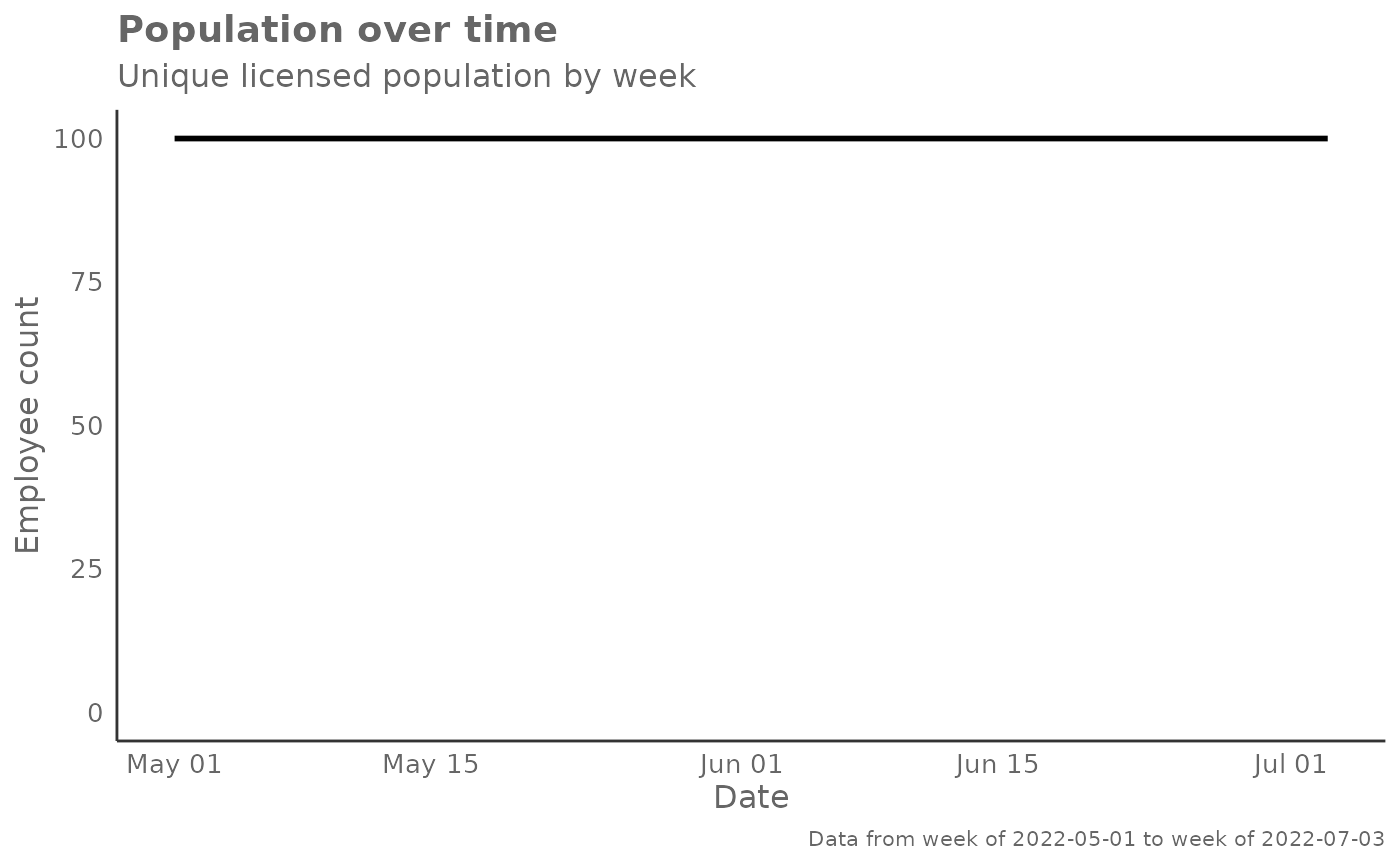 Population over time
Unique licensed population by week
100
75
50
25
0
Employee count
May 01
May 15
Jun 01
Jun 15
Jul 01
Date
Data from week of 2022-05-01 to week of 2022-07-03